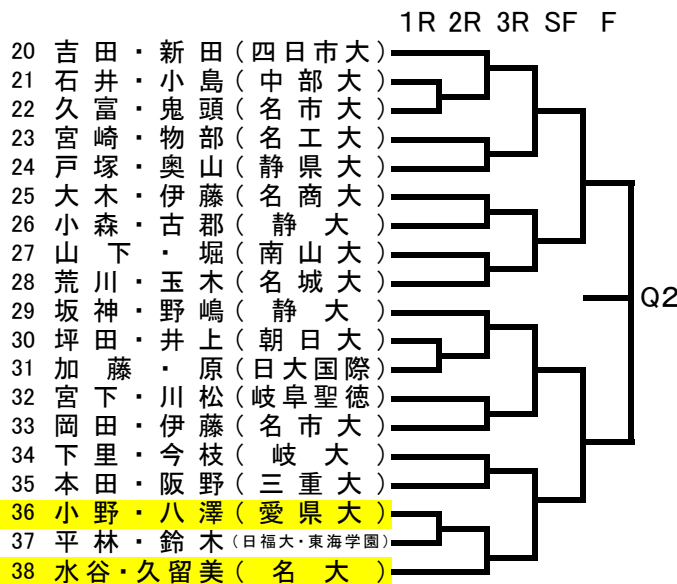 1R 2R 3R SF F
20 吉田・新田(四日市大)
21 石井・小島(中部大)
22 久富・鬼頭(名市大)
23 宮崎・物部(名工大)
24 戸塚・奥山(静県大)
25 大木・伊藤(名商大)
26 小森・古郡(静大)
27 山下・堀(南山大)
28 荒川・玉木(名城大)
29 坂神・野嶋(静大)
Q2
30 坪田・井上(朝日大)
31 加藤・原(日大国際)
32 宮下・川松(岐阜聖徳)
33 岡田・伊藤(名市大)
34 下里・今枝(岐大)
35 本田・阪野(三重大)
36 小野・八澤(愛県大)
37 平林・鈴木(日福大・東海学園)
38 水谷・久留美(名大)